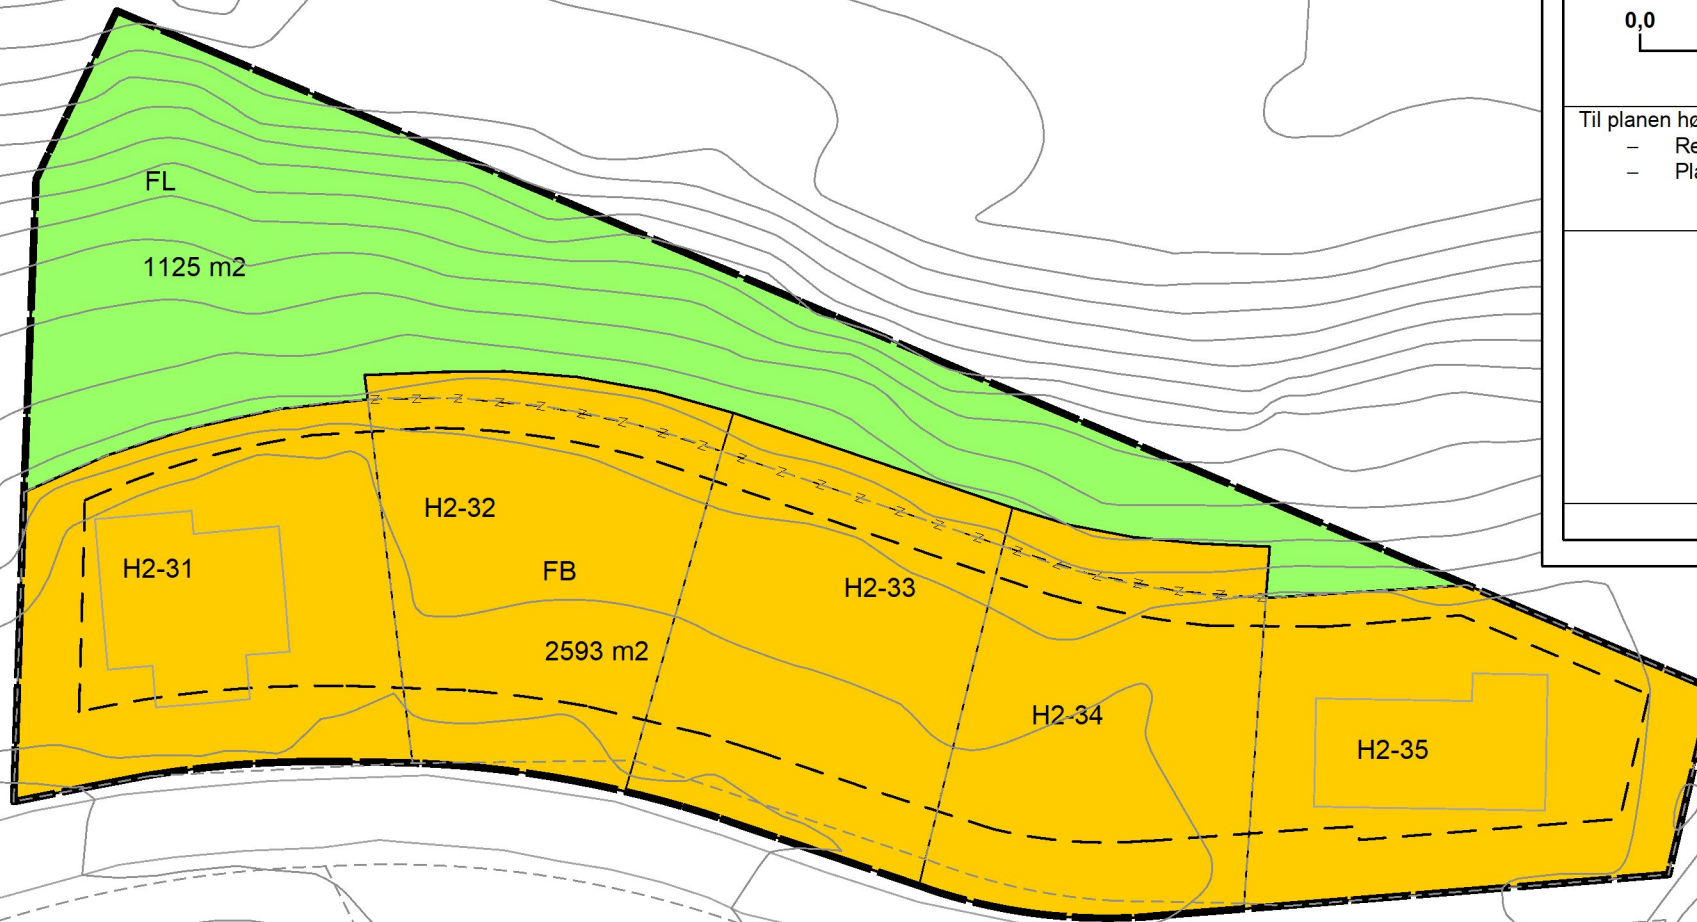 0,0
Til planen hø
– Re
– Pla
FL
1125 m2
H2-32
H2-31
FB
H2-33
2593 m2
H2-34
H2-35